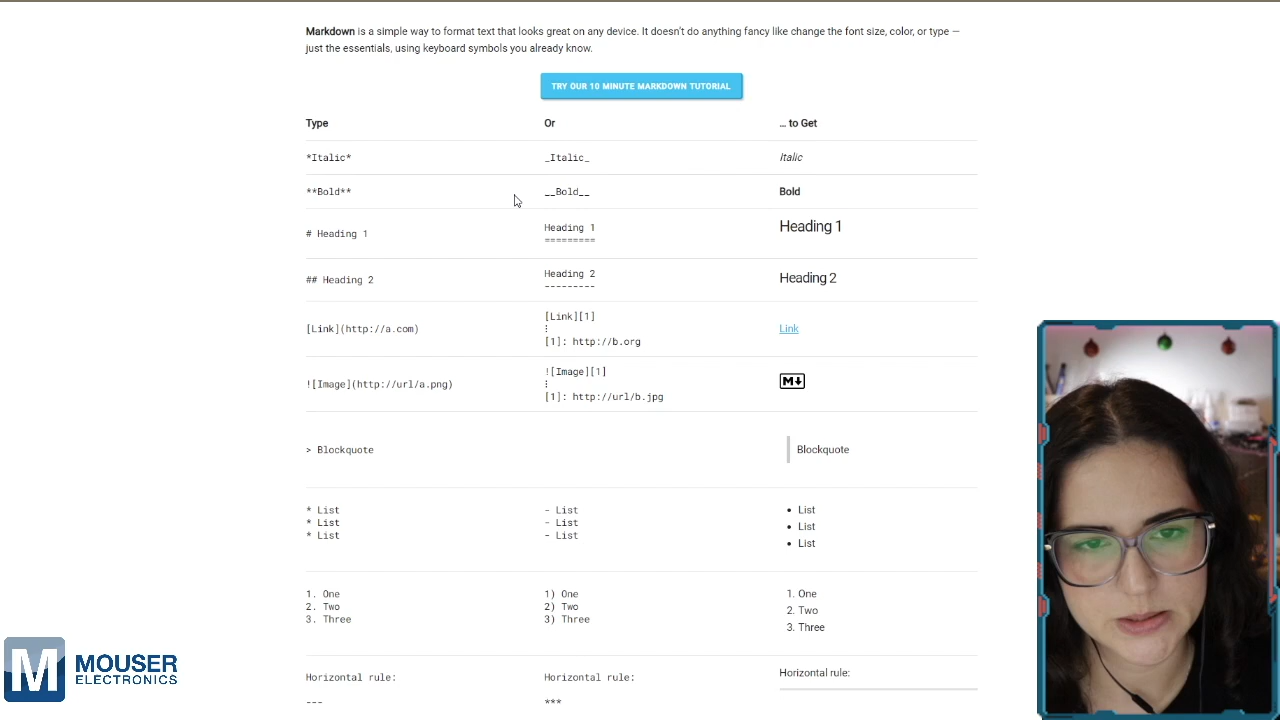 Markdown is a simple way to format text that looks great on any device. It doesn't do anything fancy like change the font size, color, or type —
just the essentials, using keyboard symbols you already know.
TRY OUR 10 MINUTE MARKDOWN TUTORIAL
Type Or … to Get
*Italic* _Italic_ Italic
**Bold** __Bold__ Bold
# Heading 1
Heading 1
=========
Heading 1
## Heading 2
Heading 2
---------
Heading 2
[Link](http://a.com)
[Link][1]
⋮
[1]: http://b.org
Link
![Image](http://url/a.png)
![Image][1]
⋮
[1]: http://url/b.jpg
M
> Blockquote
Blockquote
* List
* List
* List
- List
- List
- List
• List
• List
• List
1. One
2. Two
3. Three
1) One
2) Two
3) Three
1. One
2. Two
3. Three
Horizontal rule:
---
Horizontal rule:
***
Horizontal rule:
M MOUSER
ELECTRONICS